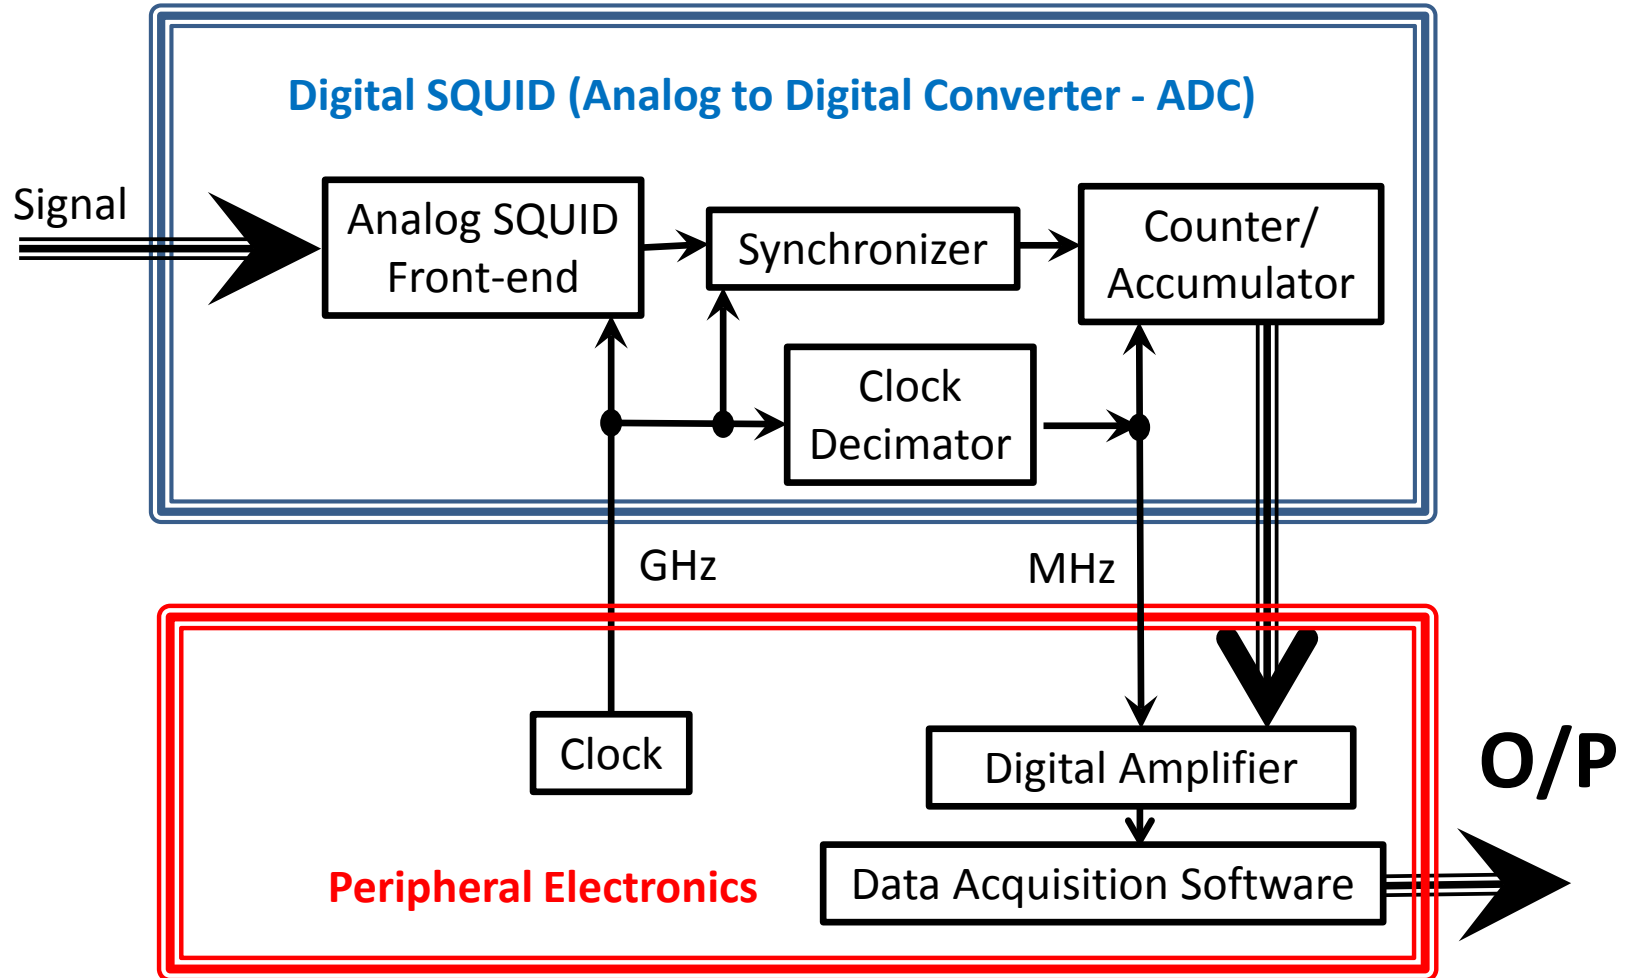 Digital SQUID (Analog to Digital Converter - ADC)
Signal
Analog SQUID
Front-end
Synchronizer
Counter/
Accumulator
Clock
Decimator
GHz
MHz
Clock
Digital Amplifier
O/P
Peripheral Electronics
Data Acquisition Software